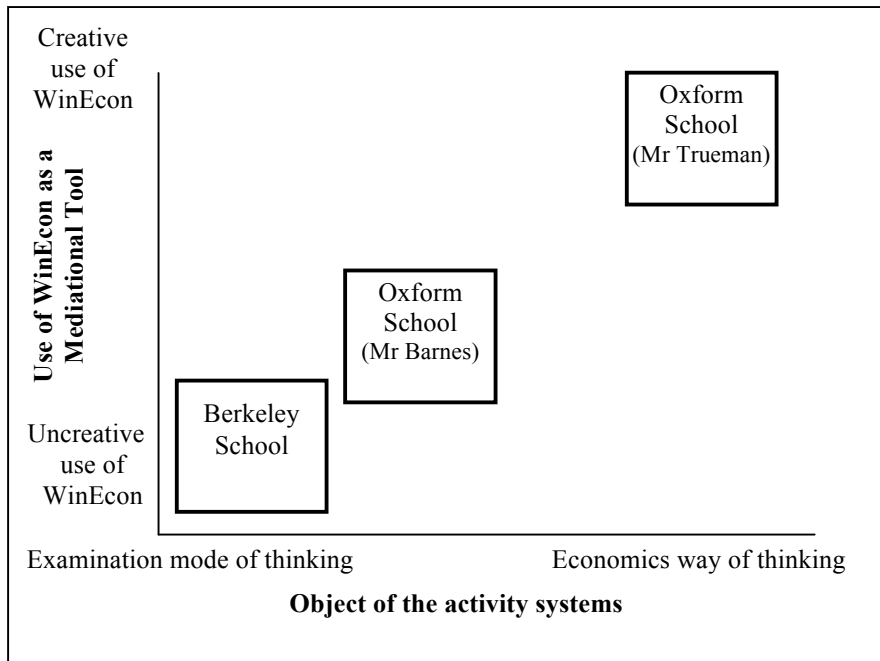 Creative
use of
WinEcon
Use of WinEcon as a
Mediational Tool
Uncreative
use of
WinEcon
Oxform
School
(Mr Trueman)
Oxform
School
(Mr Barnes)
Berkeley
School
Examination mode of thinking
Economics way of thinking
Object of the activity systems